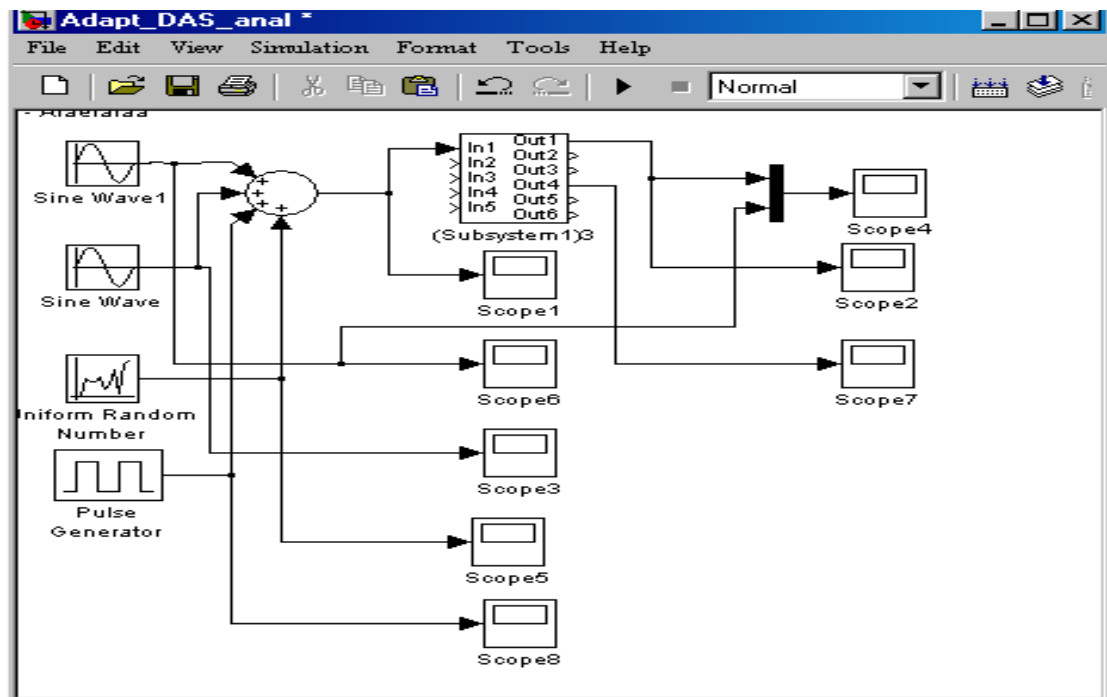 Adapt_DAS_anal *
File Edit View Simulation Format Tools Help
Normal
Sine Wave1
In1
In2
In3
In4
In5
Out1
Out2
Out3
Out4
Out5
Out6
(Subsystem1)3
Scope4
Sine Wave
Scope1
Scope2
Scope6
Scope7
niform Random
Number
Scope3
Pulse
Generator
Scope5
Scope8